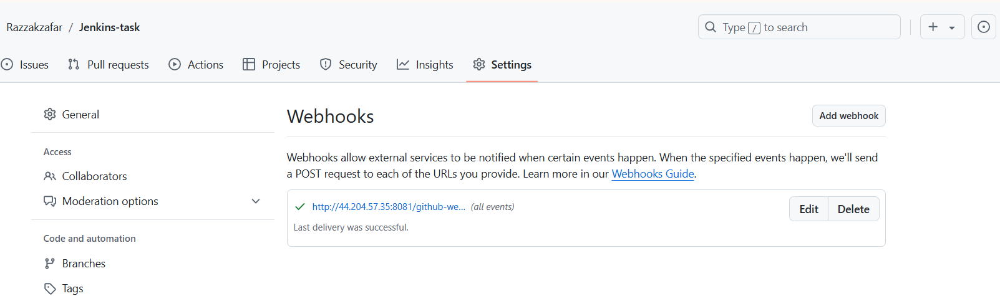 Razzakzafar / Jenkins-task
Type / to search
Issues
Pull requests
Actions
Projects
Security
Insights
Settings
General
Access
Collaborators
Moderation options
Code and automation
Branches
Tags
Webhooks
Add webhook
Webhooks allow external services to be notified when certain events happen. When the specified events happen, we'll send
a POST request to each of the URLs you provide. Learn more in our Webhooks Guide.
http://44.204.57.35:8081/github-we... (all events)
Edit
Delete
Last delivery was successful.